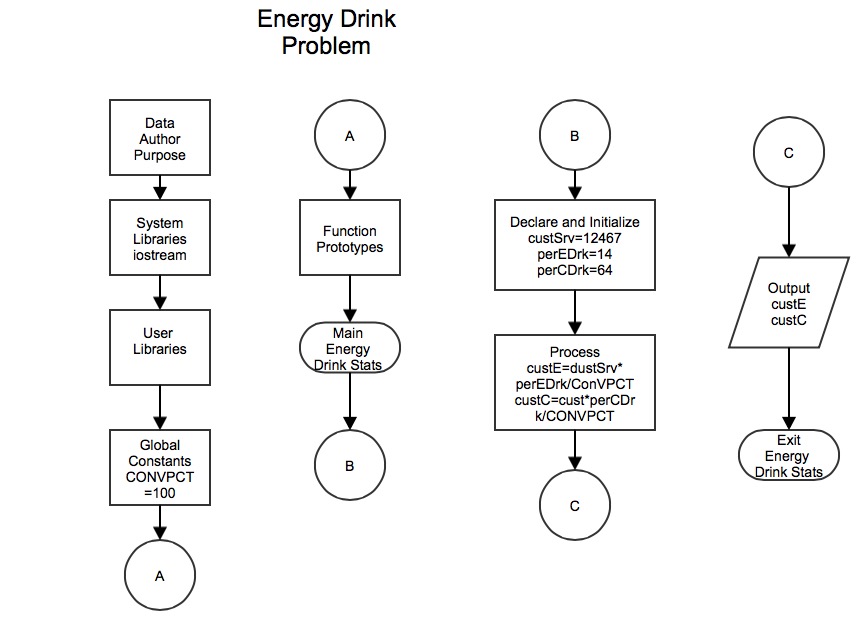 Energy Drink
Problem
Data
Author
Purpose
System
Libraries
iostream
User
Libraries
Global
Constants
CONVPCT
=100
A
A
Function
Prototypes
Main
Energy
Drink Stats
B
B
Declare and Initialize
custSrv=12467
perEDrk=14
perCDrk=64
Process
custE=dustSrv*
perEDrk/ConVPCT
custC=cust*perCDr
k/CONVPCT
C
C
Output
custE
custC
Exit
Energy
Drink Stats